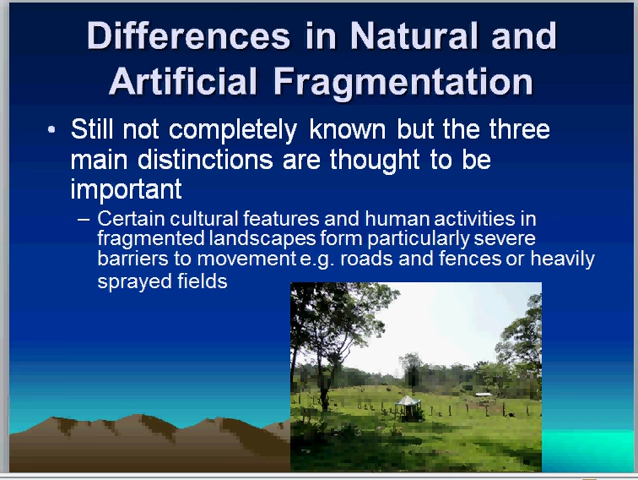 Differences in Natural and
Artificial Fragmentation
• Still not completely known but the three
main distinctions are thought to be
important
– Certain cultural features and human activities in
fragmented landscapes form particularly severe
barriers to movement e.g. roads and fences or heavily
sprayed fields